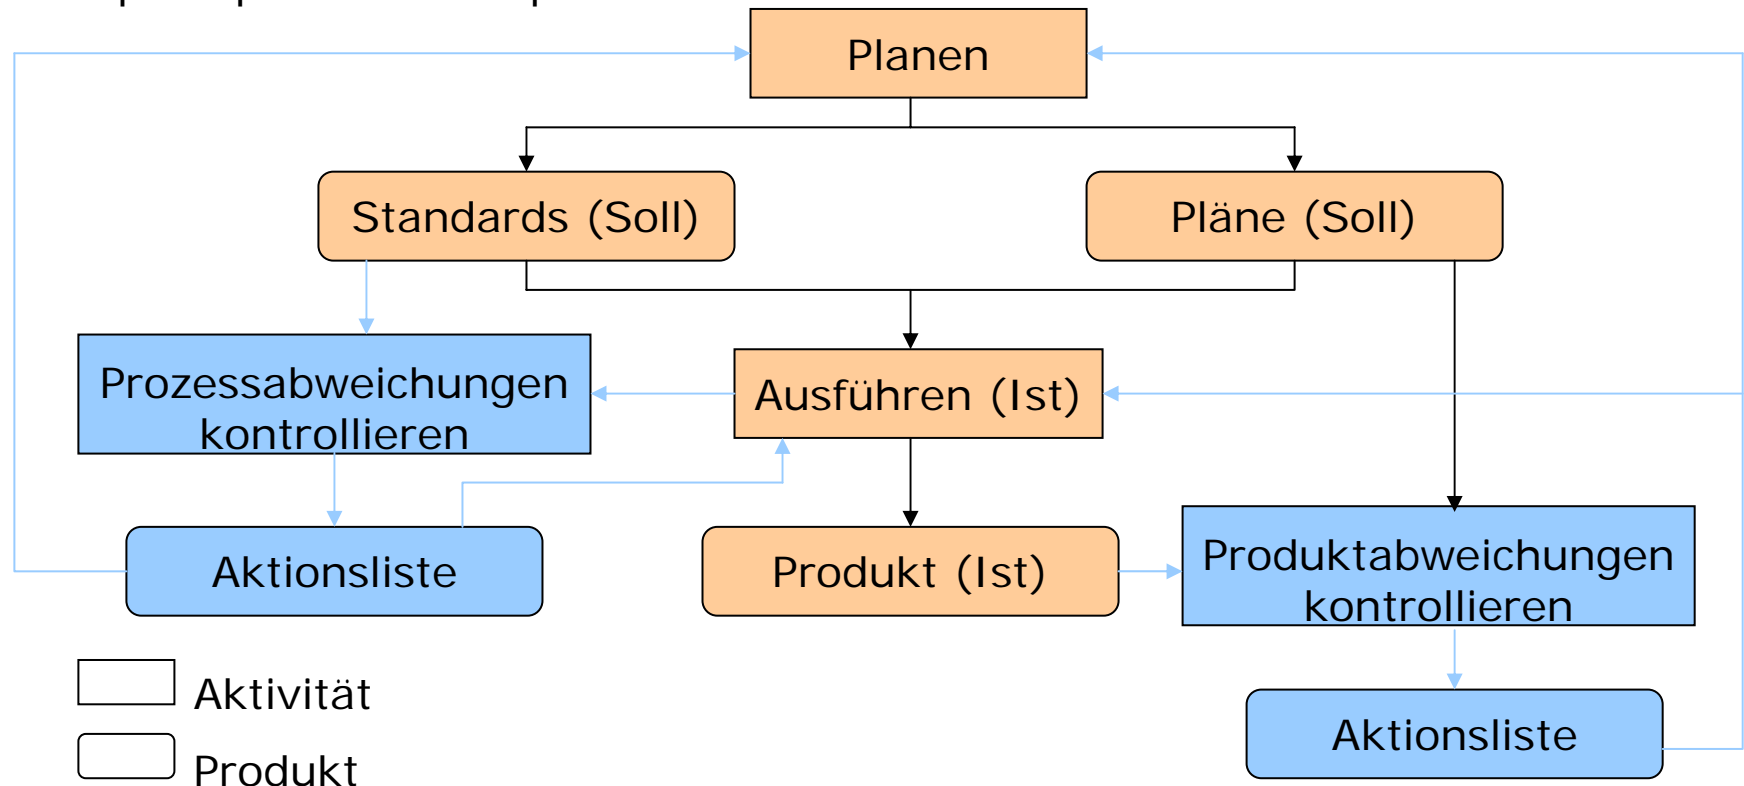 Planen
Standards (Soll)
Pläne (Soll)
Prozessabweichungen
kontrollieren
Ausführen (Ist)
Aktionsliste
Produkt (Ist)
Produktabweichungen
kontrollieren
Aktivität
Aktionsliste
Produkt